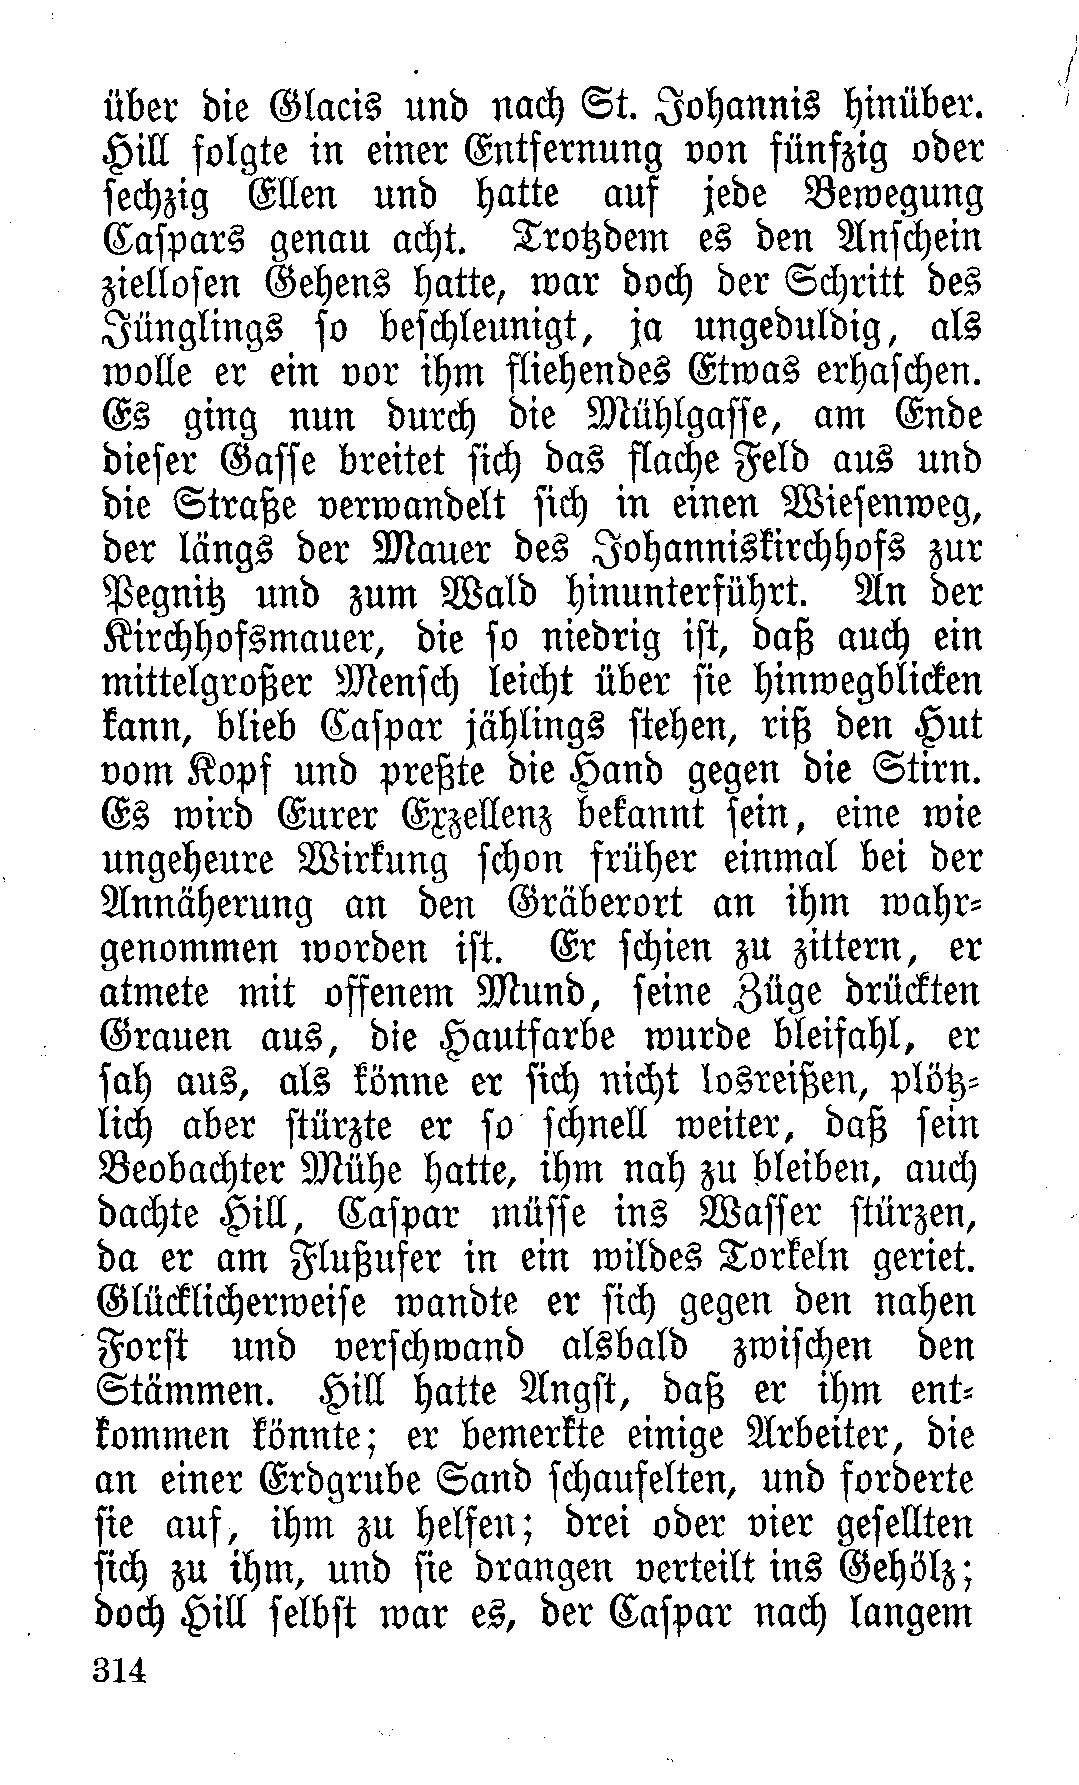 über die Glacis und nach St. Johannis hinüber.
Hill folgte in einer Entfernung von fünfzig oder
sechzig Ellen und hatte auf jede Bewegung
Caspars genau acht. Trotzdem es den Anschein
ziellosen Gehens hatte, war doch der Schritt des
Jünglings so beschleunigt, ja ungeduldig, als
wolle er ein vor ihm fliehendes Etwas erhaschen.
Es ging nun durch die Mühlgasse, am Ende
dieser Gasse breitet sich das flache Feld aus und
die Straße verwandelt sich in einen Wiesenweg,
der längs der Mauer des Johanniskirchhofs zur
Pegnitz und zum Wald hinunterführt. An der
Kirchhofsmauer, die so niedrig ist, daß auch ein
mittelgroßer Mensch leicht über sie hinwegblicken
kann, blieb Caspar jählings stehen, riß den Hut
vom Kopf und preßte die Hand gegen die Stirn.
Es wird Eurer Exzellenz bekannt sein, eine wie
ungeheure Wirkung schon früher einmal bei der
Annäherung an den Gräberort an ihm wahr-
genommen worden ist. Er schien zu zittern, er
atmete mit offenem Mund, seine Züge drückten
Grauen aus, die Hautfarbe wurde bleifahl, er
sah aus, als könne er sich nicht losreißen, plötz-
lich aber stürzte er so schnell weiter, daß sein
Beobachter Mühe hatte, ihm nah zu bleiben, auch
dachte Hill, Caspar müsse ins Wasser stürzen,
da er am Flußufer in ein wildes Torkeln geriet.
Glücklicherweise wandte er sich gegen den nahen
Forst und verschwand alsbald zwischen den
Stämmen. Hill hatte Angst, daß er ihm ent-
kommen könnte; er bemerkte einige Arbeiter, die
an einer Erdgrube Sand schaufelten, und forderte
sie auf, ihm zu helfen; drei oder vier gesellten
sich zu ihm, und sie drangen verteilt ins Gehölz;
doch Hill selbst war es, der Caspar nach langem
314